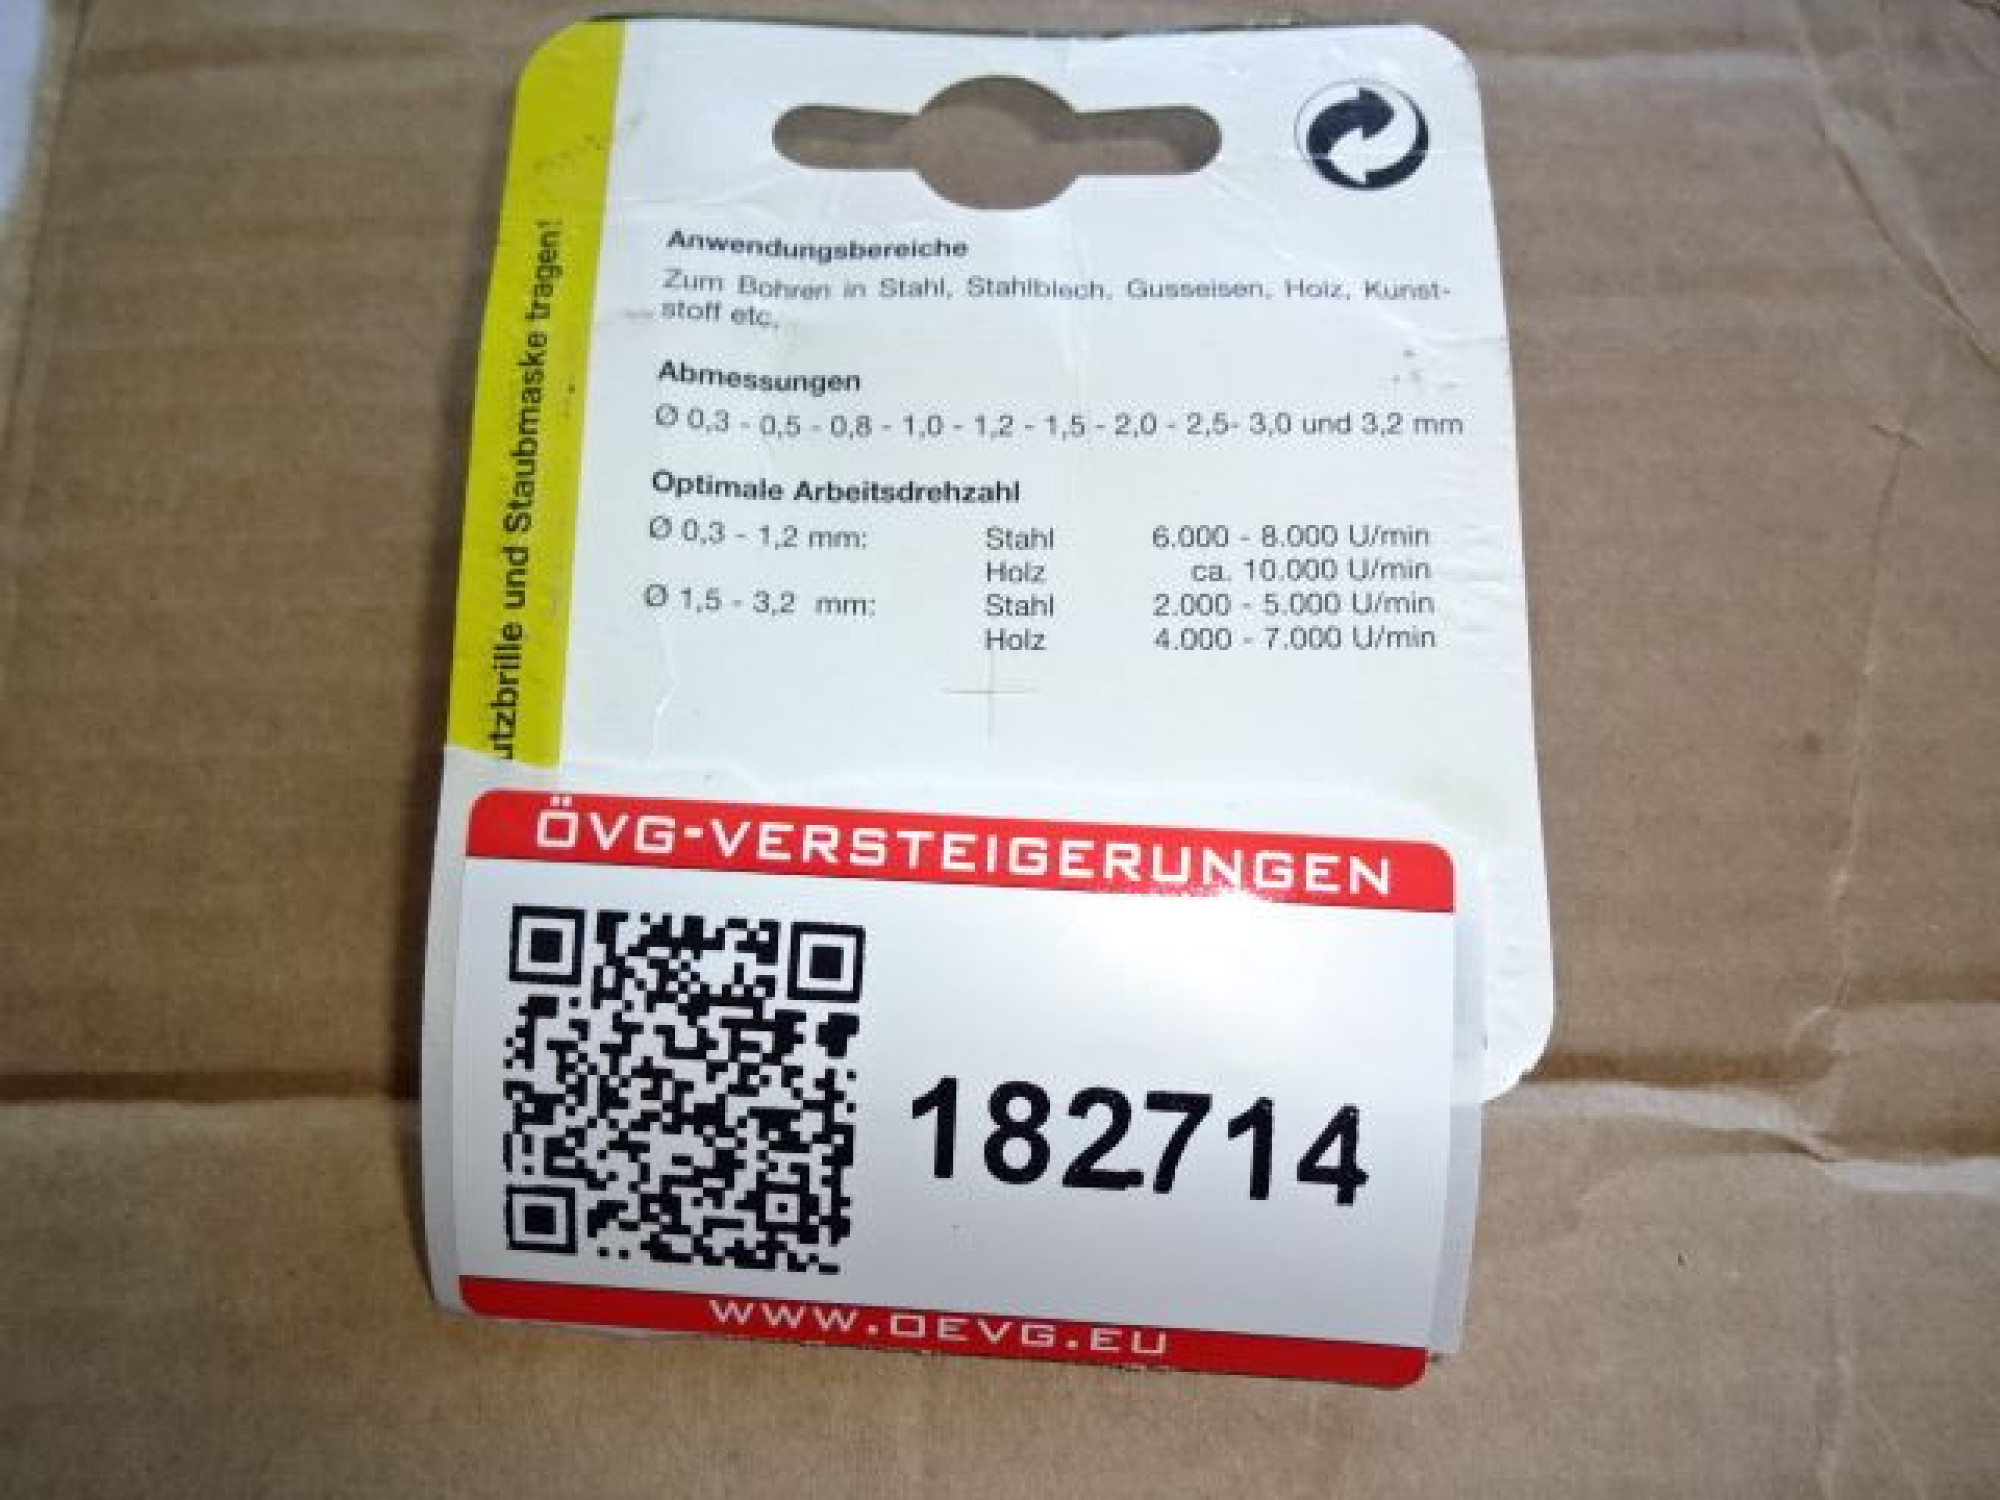 Anwendungsbereiche
Zum Bohren in Stahl, Stahlblech, Gusseisen, Holz, Kunst-
stoff etc.
Abmessungen
Ø 0,3 - 0,5 - 0,8 - 1,0 - 1,2 - 1,5 - 2,0 - 2,5- 3,0 und 3,2 mm
Optimale Arbeitsdrehzahl
Ø 0,3 - 1,2 mm: Stahl 6.000 - 8.000 U/min
Holz ca. 10.000 U/min
Ø 1,5 - 3,2 mm: Stahl 2.000 - 5.000 U/min
Holz 4.000 - 7.000 U/min
utzbrille und Staubmaske tragen!
ÖVG-VERSTEIGERUNGEN
182714
WWW.OEVG.EU